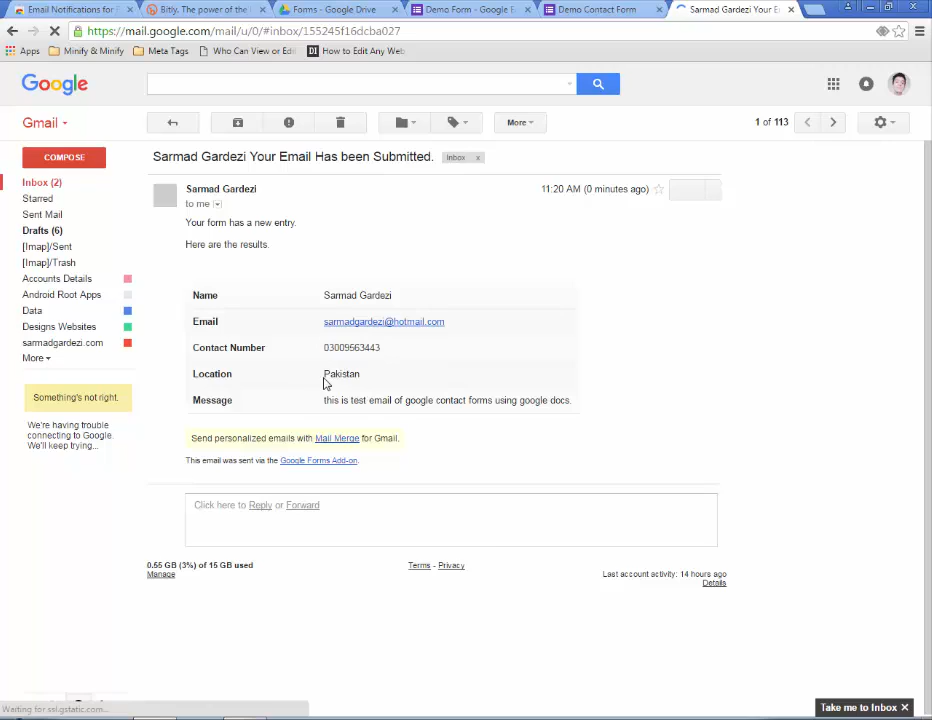 Email Notifications for F
Bitly. The power of the l
Forms - Google Drive
Demo Form - Google E
Demo Contact Form
Sarmad Gardezi Your E
https://mail.google.com/mail/u/0/#inbox/155245f16dcba027
Apps
Minify & Minify
Meta Tags
Who Can View or Edi
DI
How to Edit Any Web
Google
Gmail
More
1 of 113
COMPOSE
Sarmad Gardezi Your Email Has been Submitted.
Inbox x
Inbox (2)
Starred
Sent Mail
Drafts (6)
[Imap]/Sent
[Imap]/Trash
Accounts Details
Android Root Apps
Data
Designs Websites
sarmadgardezi.com
More
Sarmad Gardezi
11:20 AM (0 minutes ago)
to me
Your form has a new entry.
Here are the results.
Name Sarmad Gardezi
Email sarmadgardezi@hotmail.com
Contact Number 03009563443
Location Pakistan
Message this is test email of google contact forms using google docs.
Something's not right.
We're having trouble
connecting to Google.
We'll keep trying...
Send personalized emails with Mail Merge for Gmail.
This email was sent via the Google Forms Add-on.
Click here to Reply or Forward
0.55 GB (3%) of 15 GB used
Manage
Terms - Privacy
Last account activity: 14 hours ago
Details
Waiting for ssl.gstatic.com...
Take me to Inbox